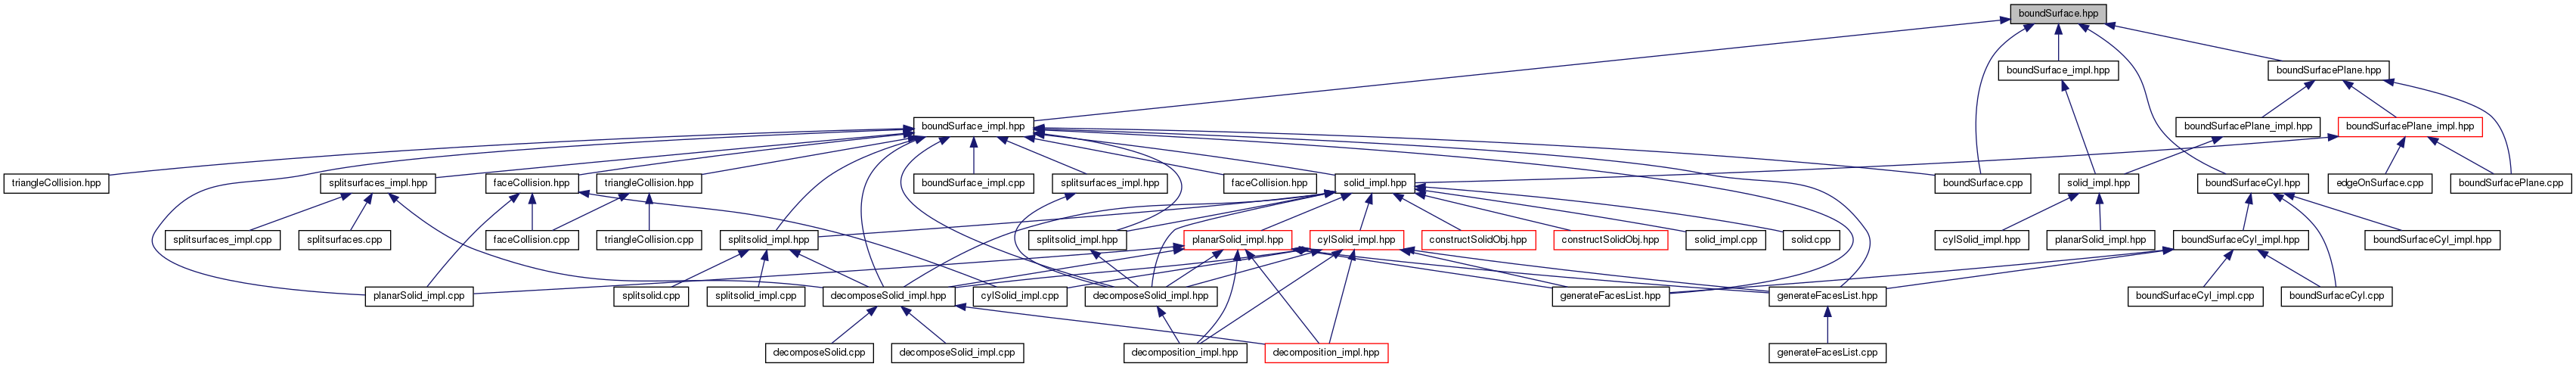 boundSurface.hpp
boundSurface_impl.hpp
boundSurfacePlane.hpp
boundSurface_impl.hpp
boundSurfacePlane_impl.hpp
boundSurfacePlane_impl.hpp
triangleCollision.hpp
splitsurfaces_impl.hpp
faceCollision.hpp
triangleCollision.hpp
boundSurface_impl.cpp
splitsurfaces_impl.hpp
faceCollision.hpp
solid_impl.hpp
boundSurface.cpp
solid_impl.hpp
boundSurfaceCyl.hpp
edgeOnSurface.cpp
boundSurfacePlane.cpp
splitsurfaces_impl.cpp
splitsurfaces.cpp
faceCollision.cpp
triangleCollision.cpp
splitsolid_impl.hpp
splitsolid_impl.hpp
planarSolid_impl.hpp
cylSolid_impl.hpp
constructSolidObj.hpp
constructSolidObj.hpp
solid_impl.cpp
solid.cpp
cylSolid_impl.hpp
planarSolid_impl.hpp
boundSurfaceCyl_impl.hpp
boundSurfaceCyl_impl.hpp
planarSolid_impl.cpp
splitsolid.cpp
splitsolid_impl.cpp
decomposeSolid_impl.hpp
cylSolid_impl.cpp
decomposeSolid_impl.hpp
generateFacesList.hpp
generateFacesList.hpp
boundSurfaceCyl_impl.cpp
boundSurfaceCyl.cpp
decomposeSolid.cpp
decomposeSolid_impl.cpp
decomposition_impl.hpp
decomposition_impl.hpp
generateFacesList.cpp